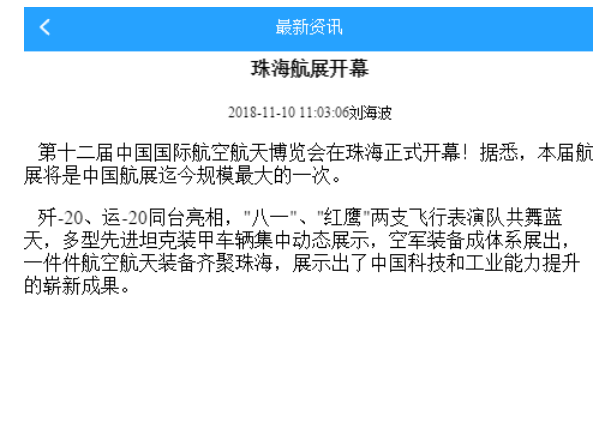 最新资讯
珠海航展开幕
2018-11-10 11:03:06刘海波
第十二届中国国际航空航天博览会在珠海正式开幕！据悉，本届航
展将是中国航展迄今规模最大的一次。
歼-20、运-20同台亮相，"八一"、"红鹰"两支飞行表演队共舞蓝
天，多型先进坦克装甲车辆集中动态展示，空军装备成体系展出，
一件件航空航天装备齐聚珠海，展示出了中国科技和工业能力提升
的崭新成果。